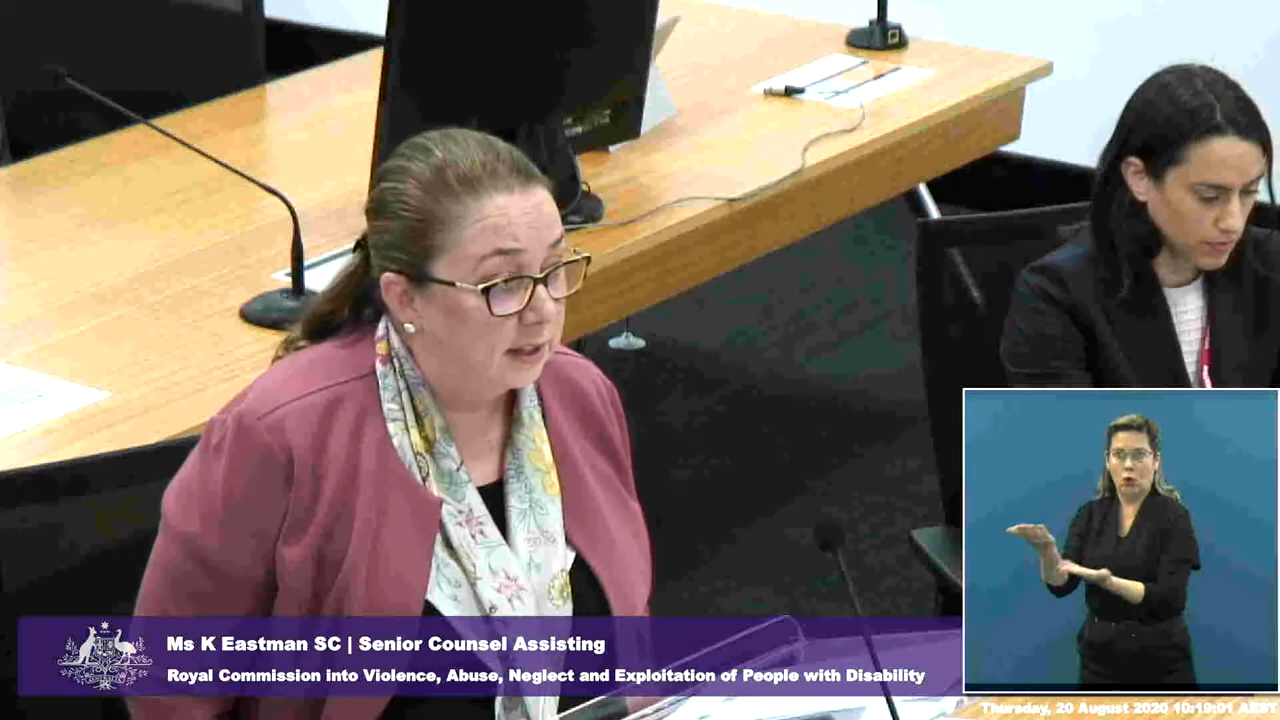 Ms K Eastman SC | Senior Counsel Assisting
Royal Commission into Violence, Abuse, Neglect and Exploitation of People with Disability
Thursday, 20 August 2020 10:19:01 AEST